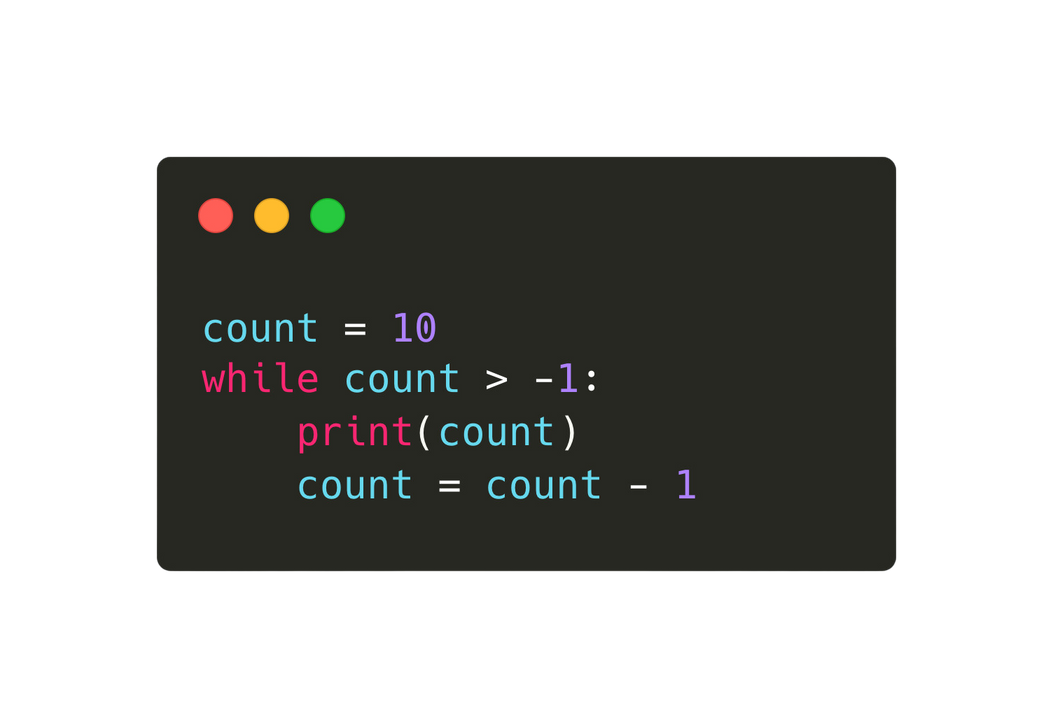 count = 10
while count > -1:
    print(count)
    count = count - 1